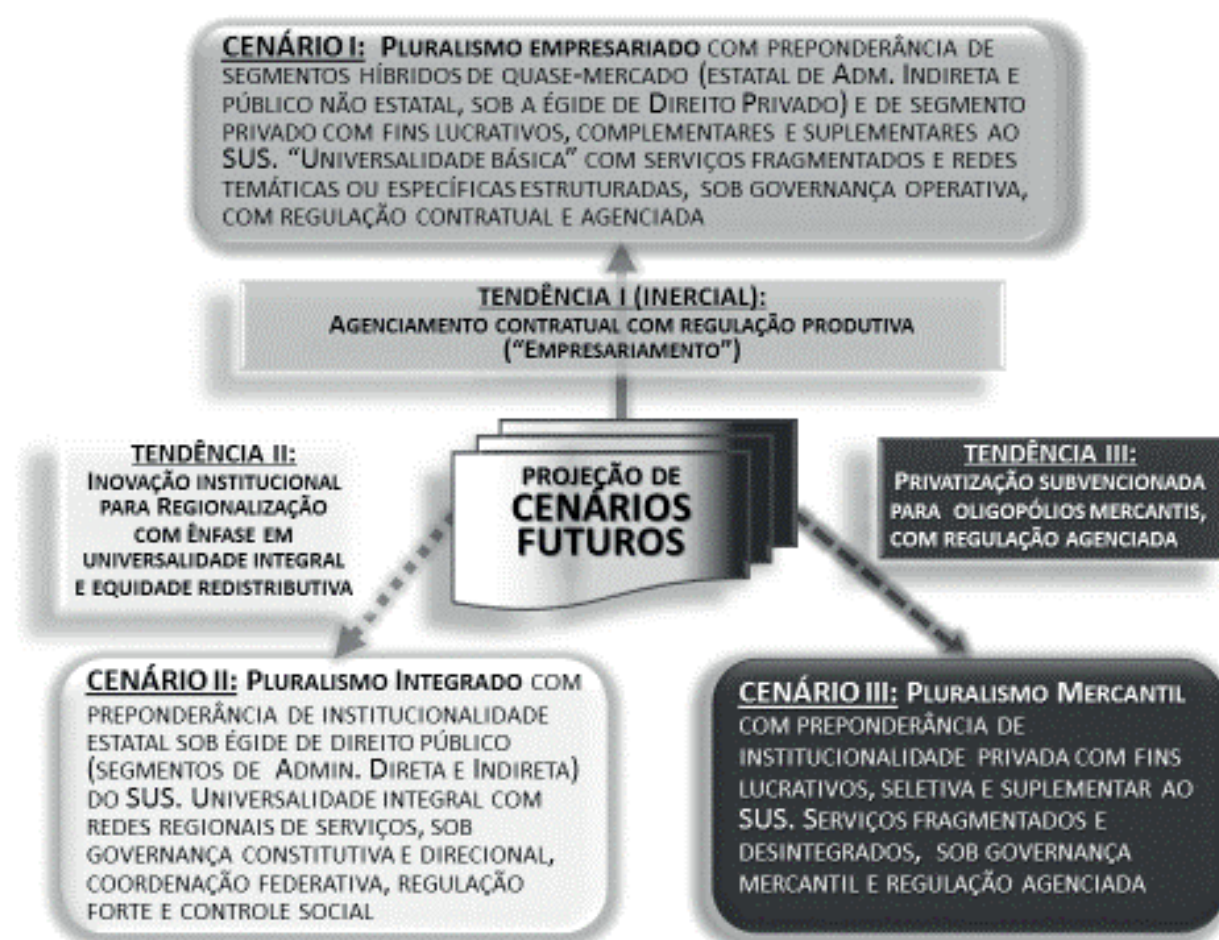 CENÁRIO I: PLURALISMO EMPRESARIADO COM PREPONDERÂNCIA DE
SEGMENTOS HÍBRIDOS DE QUASE-MERCADO (ESTATAL DE ADM. INDIRETA E
PÚBLICO NÃO ESTATAL, SOB A ÉGIDE DE DIREITO PRIVADO) E DE SEGMENTO
PRIVADO COM FINS LUCRATIVOS, COMPLEMENTARES E SUPLEMENTARES AO
SUS. “UNIVERSALIDADE BÁSICA” COM SERVIÇOS FRAGMENTADOS E REDES
TEMÁTICAS OU ESPECÍFICAS ESTRUTURADAS, SOB GOVERNANÇA OPERATIVA,
COM REGULAÇÃO CONTRATUAL E AGENCIADA
TENDÊNCIA I (INERCIAL):
AGENCIAMENTO CONTRATUAL COM REGULAÇÃO PRODUTIVA
(“EMPRESARIAMENTO”)
TENDÊNCIA II:
INOVAÇÃO INSTITUCIONAL
PARA REGIONALIZAÇÃO
COM ÊNFASE EM
UNIVERSALIDADE INTEGRAL
E EQUIDADE REDISTRIBUTIVA
PROJEÇÃO DE
CENÁRIOS
FUTUROS
TENDÊNCIA III:
PRIVATIZAÇÃO SUBVENCIONADA
PARA OLIGOPÓLIOS MERCANTIS,
COM REGULAÇÃO AGENCIADA
CENÁRIO II: PLURALISMO INTEGRADO COM
PREPONDERÂNCIA DE INSTITUCIONALIDADE
ESTATAL SOB ÉGIDE DE DIREITO PÚBLICO
(SEGMENTOS DE ADMIN. DIRETA E INDIRETA)
DO SUS. UNIVERSALIDADE INTEGRAL COM
REDES REGIONAIS DE SERVIÇOS, SOB
GOVERNANÇA CONSTITUTIVA E DIRECIONAL,
COORDENAÇÃO FEDERATIVA, REGULAÇÃO
FORTE E CONTROLE SOCIAL
CENÁRIO III: PLURALISMO MERCANTIL
COM PREPONDERÂNCIA DE
INSTITUCIONALIDADE PRIVADA COM FINS
LUCRATIVOS, SELETIVA E SUPLEMENTAR AO
SUS. SERVIÇOS FRAGMENTADOS E
DESINTEGRADOS, SOB GOVERNANÇA
MERCANTIL E REGULAÇÃO AGENCIADA